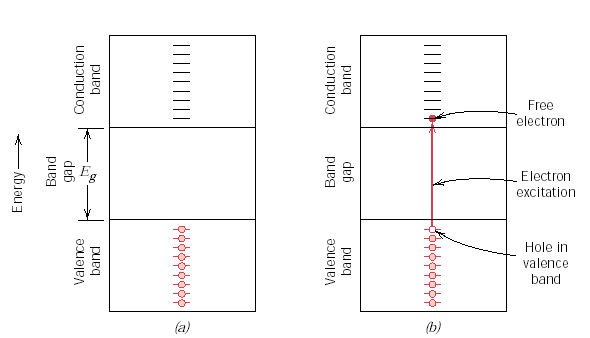 Energy
Conduction
band
Band
gap
Eg
Valence
band
(a)
Conduction
band
Band
gap
Valence
band
Free
electron
Electron
excitation
Hole in
valence
band
(b)